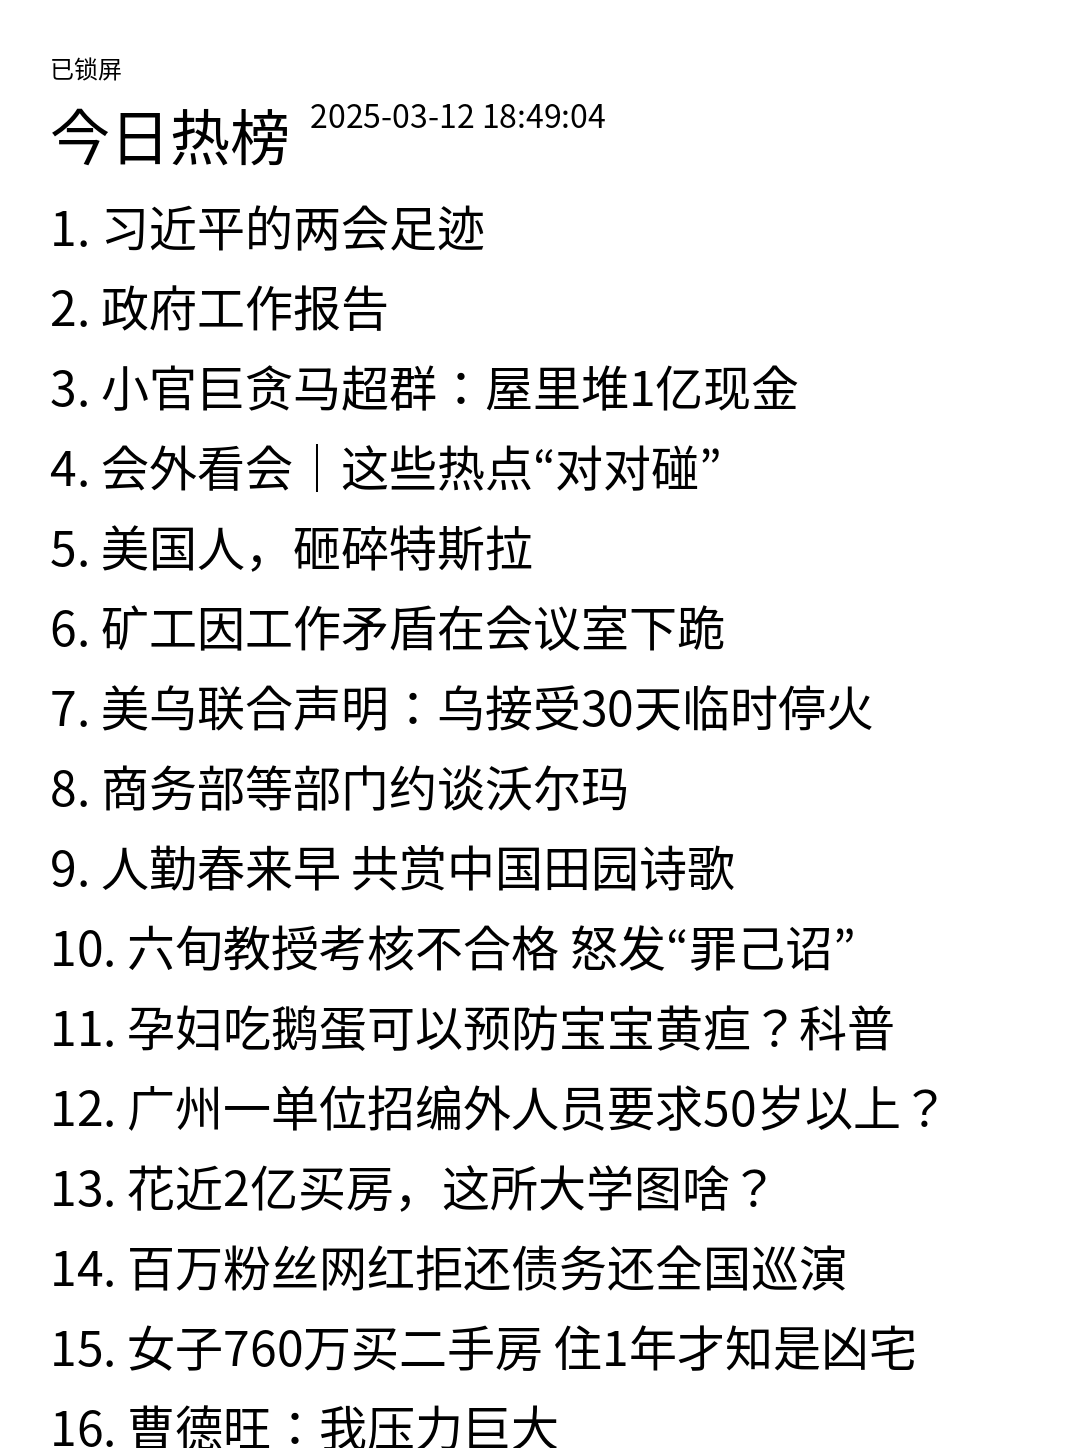 已锁屏
今日热榜 2025-03-12 18:49:04
1. 习近平的两会足迹
2. 政府工作报告
3. 小官巨贪马超群：屋里堆1亿现金
4. 会外看会｜这些热点“对对碰”
5. 美国人，砸碎特斯拉
6. 矿工因工作矛盾在会议室下跪
7. 美乌联合声明：乌接受30天临时停火
8. 商务部等部门约谈沃尔玛
9. 人勤春来早 共赏中国田园诗歌
10. 六旬教授考核不合格 怒发“罪己诏”
11. 孕妇吃鹅蛋可以预防宝宝黄疸？科普
12. 广州一单位招编外人员要求50岁以上？
13. 花近2亿买房，这所大学图啥？
14. 百万粉丝网红拒还债务还全国巡演
15. 女子760万买二手房 住1年才知是凶宅
16. 曹德旺：我压力巨大